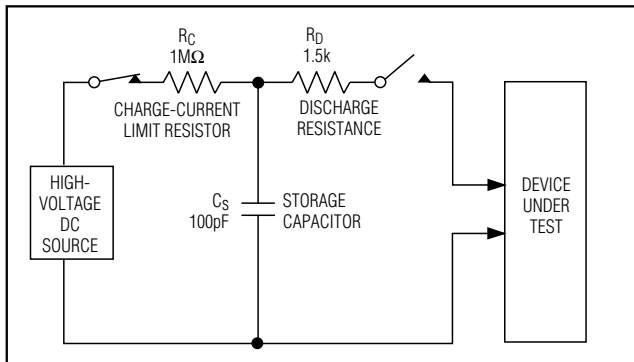 R_C
1MΩ
CHARGE-CURRENT
LIMIT RESISTOR
R_D
1.5k
DISCHARGE
RESISTANCE
HIGH-
VOLTAGE
DC
SOURCE
C_S
100pF
STORAGE
CAPACITOR
DEVICE
UNDER
TEST